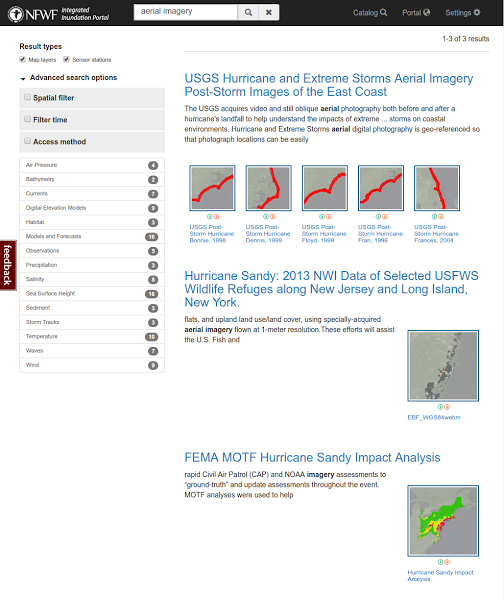 NFWF Integrated
Inundation Portal
aerial imagery
Catalog
Portal
Settings
1-3 of 3 results
Result types
Map layers
Sensor stations
Advanced search options
Spatial filter
Filter time
Access method
Air Pressure 4
Bathymetry 2
Currents 7
Digital Elevation Models 9
Habitat 3
Models and Forecasts 16
Observations 5
Precipitation 3
Salinity 8
Sea Surface Height 16
Sediment 3
Storm Tracks 3
Temperature 10
Waves 7
Wind 9
feedback
USGS Hurricane and Extreme Storms Aerial Imagery
Post-Storm Images of the East Coast
The USGS acquires video and still oblique aerial photography both before and after a
hurricane's landfall to help understand the impacts of extreme ... storms on coastal
environments. Hurricane and Extreme Storms aerial digital photography is geo-referenced so
that photograph locations can be easily
USGS Post-
Storm Hurricane
Bonnie, 1998
USGS Post-
Storm Hurricane
Dennis, 1999
USGS Post-
Storm Hurricane
Floyd, 1999
USGS Post-
Storm Hurricane
Fran, 1996
USGS Post-
Storm Hurricane
Frances, 2004
Hurricane Sandy: 2013 NWI Data of Selected USFWS
Wildlife Refuges along New Jersey and Long Island,
New York.
flats, and upland land use/land cover, using specially-acquired
aerial imagery flown at 1-meter resolution.These efforts will assist
the U.S. Fish and
EBF_WGS84webm
FEMA MOTF Hurricane Sandy Impact Analysis
rapid Civil Air Patrol (CAP) and NOAA imagery assessments to
"ground-truth" and update assessments throughout the event.
MOTF analyses were used to help
Hurricane Sandy Impact
Analysis